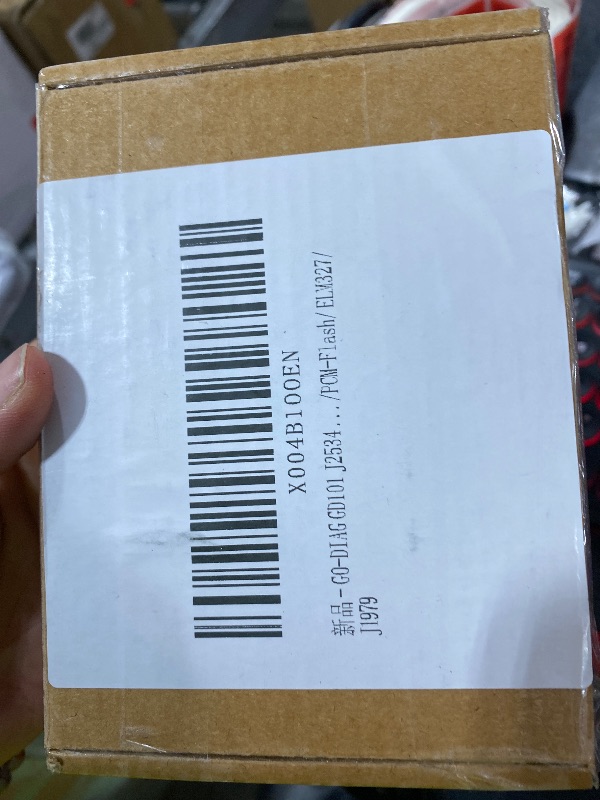 X004B100EN
新品 - GO-DIAG GD101 J2534... /PCM-Flash/ELM327/
J1979